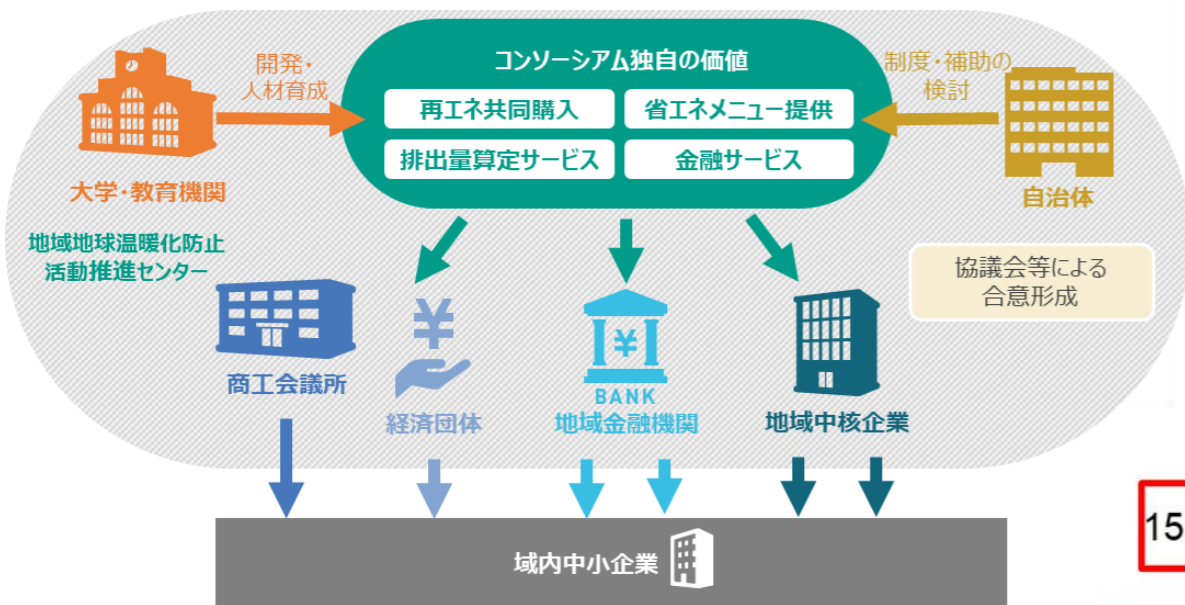 コンソーシアム独自の価値
再エネ共同購入
省エネメニュー提供
排出量算定サービス
金融サービス
開発・
人材育成
制度・補助の
検討
大学・教育機関
自治体
地域地球温暖化防止
活動推進センター
協議会等による
合意形成
商工会議所
¥
経済団体
¥
BANK
地域金融機関
地域中核企業
域内中小企業
15